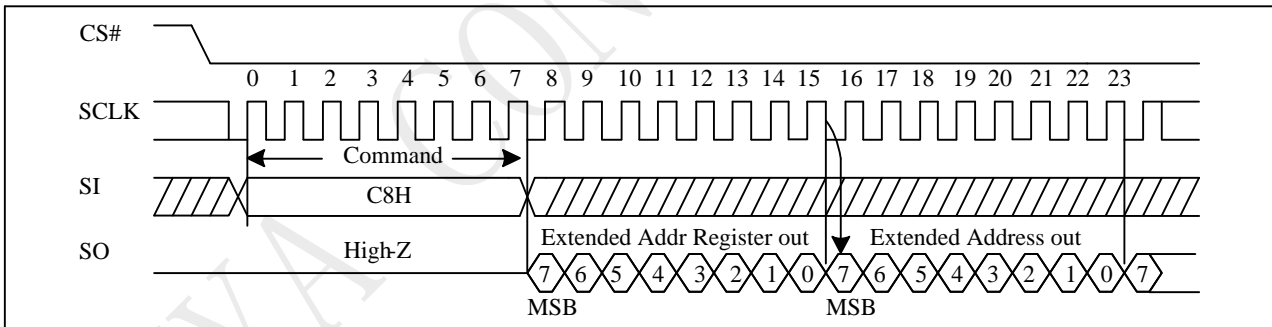 CS#
0 1 2 3 4 5 6 7 8 9 10 11 12 13 14 15 16 17 18 19 20 21 22 23
SCLK
Command
SI
C8H
SO
High-Z
Extended Addr Register out
Extended Address out
7 6 5 4 3 2 1 0 7 6 5 4 3 2 1 0 7
MSB
MSB